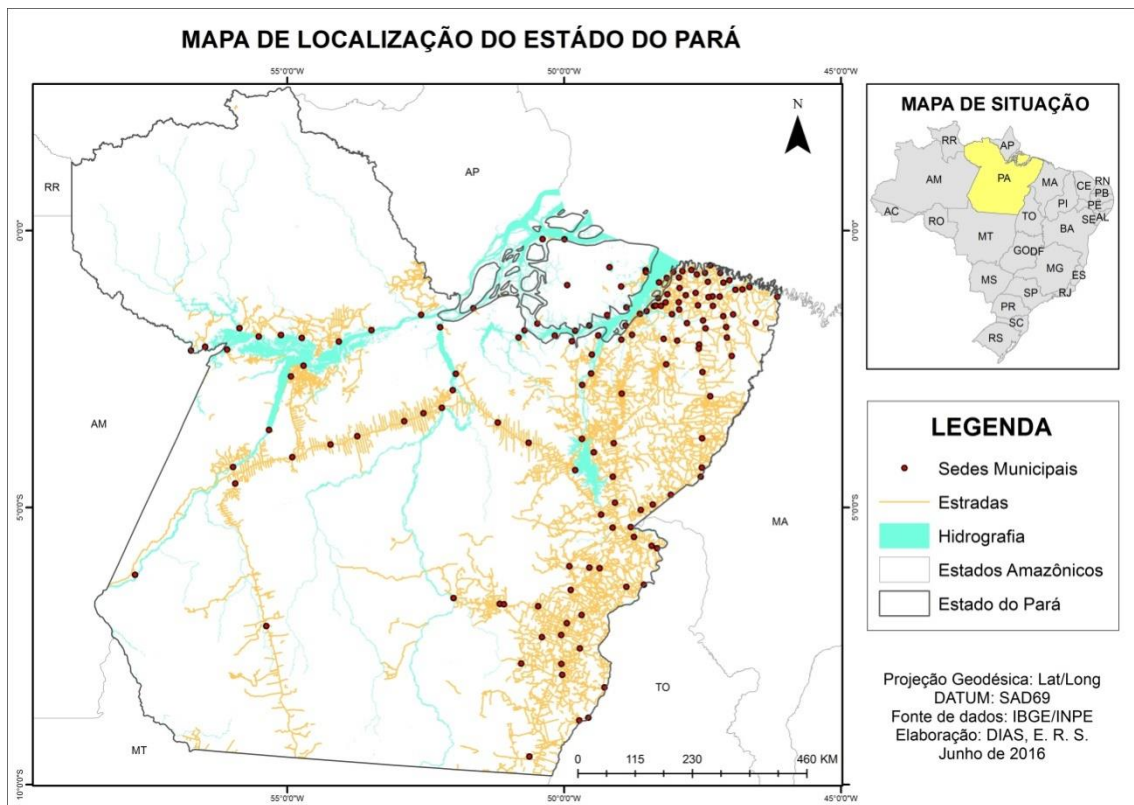 MAPA DE LOCALIZAÇÃO DO ESTÁDO DO PARÁ
55°0'0"W
50°0'0"W
45°0'0"W
N
RR
AP
0°0'0"
0°0'0"
AM
5°0'0"S
5°0'0"S
MA
TO
MT
0 115 230 460 KM
10°0'0"S
10°0'0"S
55°0'0"W
50°0'0"W
45°0'0"W
MAPA DE SITUAÇÃO
RR
AP
AM
PA
MA
CE
RN
PB
PI
PE
AC
TO
SE
AL
RO
BA
MT
GO
DF
MG
ES
MS
SP
RJ
PR
SC
RS
LEGENDA
Sedes Municipais
Estradas
Hidrografia
Estados Amazônicos
Estado do Pará
Projeção Geodésica: Lat/Long
DATUM: SAD69
Fonte de dados: IBGE/INPE
Elaboração: DIAS, E. R. S.
Junho de 2016